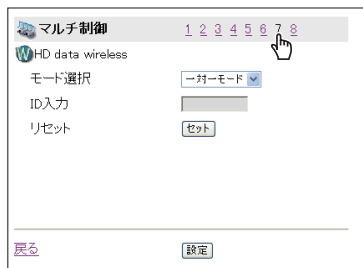 マルチ制御 1 2 3 4 5 6 7 8
HD data wireless
モード選択 一対一モード
ID入力
リセット セット
戻る 設定